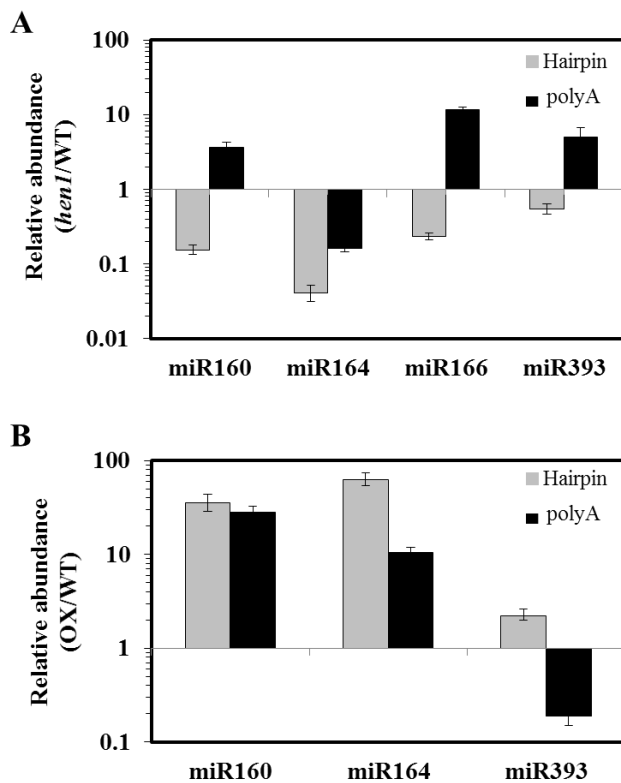 A
Relative abundance
(hen1/WT)
100
10
1
0.1
0.01
Hairpin
polyA
miR160 miR164 miR166 miR393
B
Relative abundance
(OX/WT)
100
10
1
0.1
Hairpin
polyA
miR160 miR164 miR393